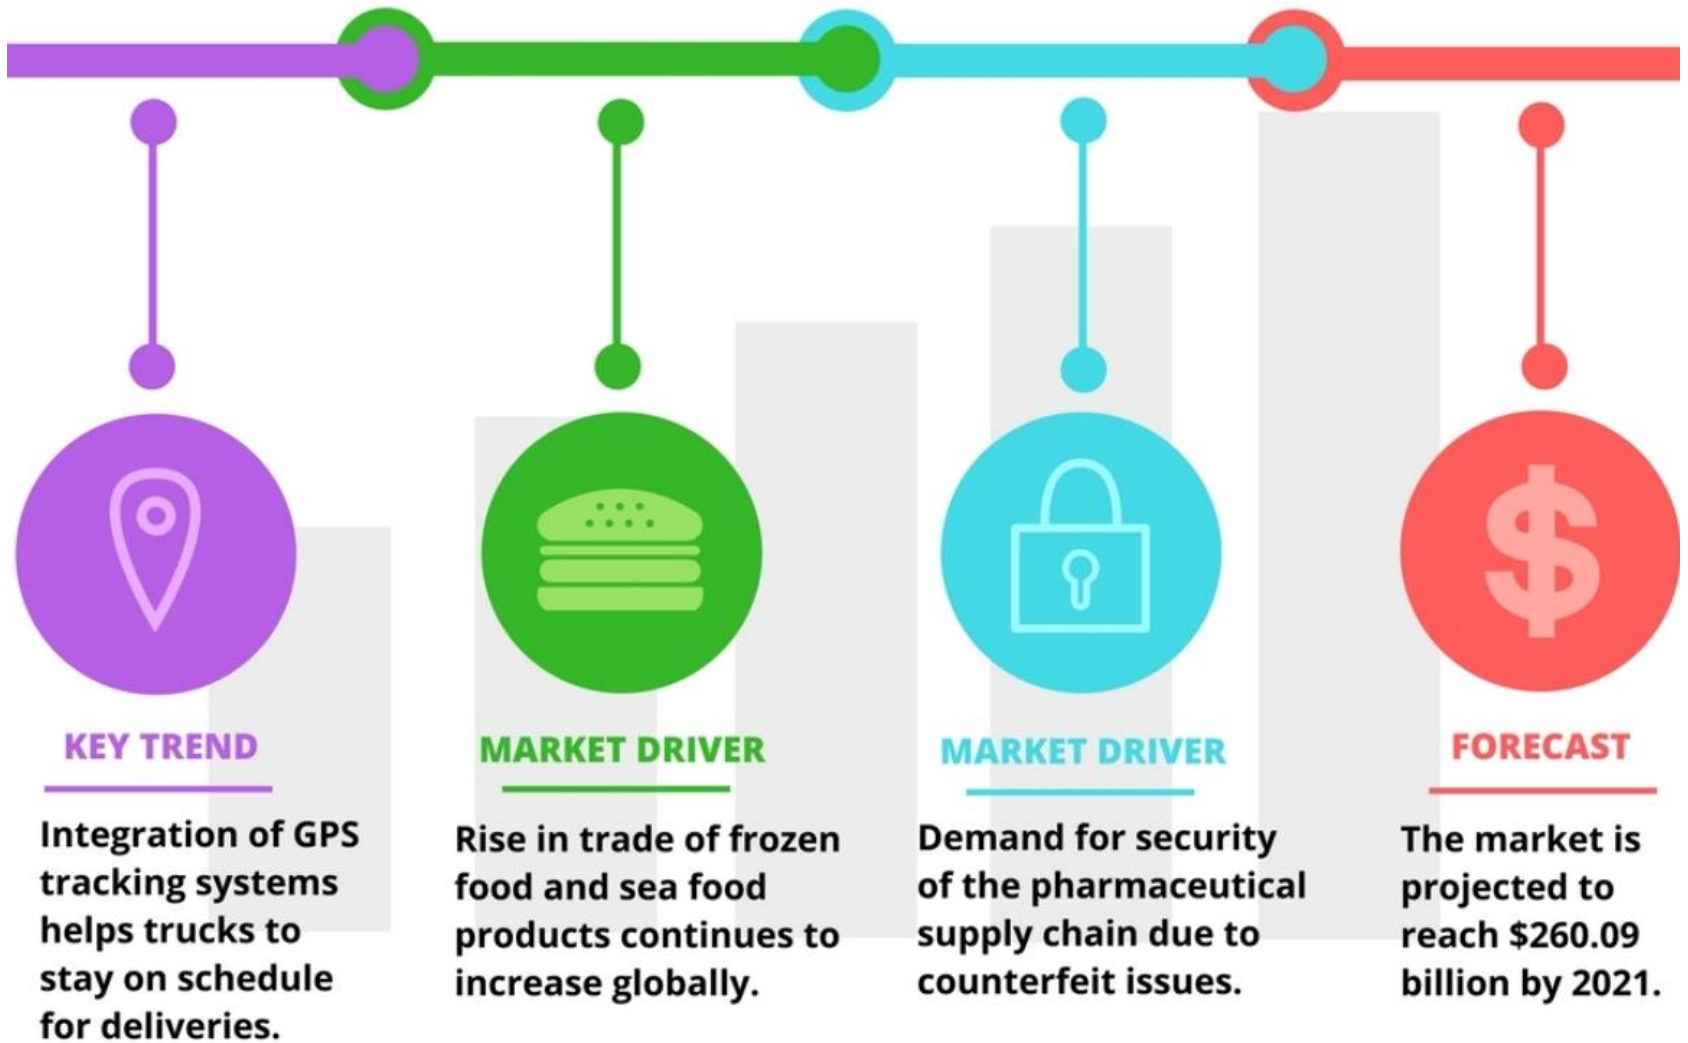 KEY TREND
Integration of GPS
tracking systems
helps trucks to
stay on schedule
for deliveries.
MARKET DRIVER
Rise in trade of frozen
food and sea food
products continues to
increase globally.
MARKET DRIVER
Demand for security
of the pharmaceutical
supply chain due to
counterfeit issues.
FORECAST
The market is
projected to
reach $260.09
billion by 2021.